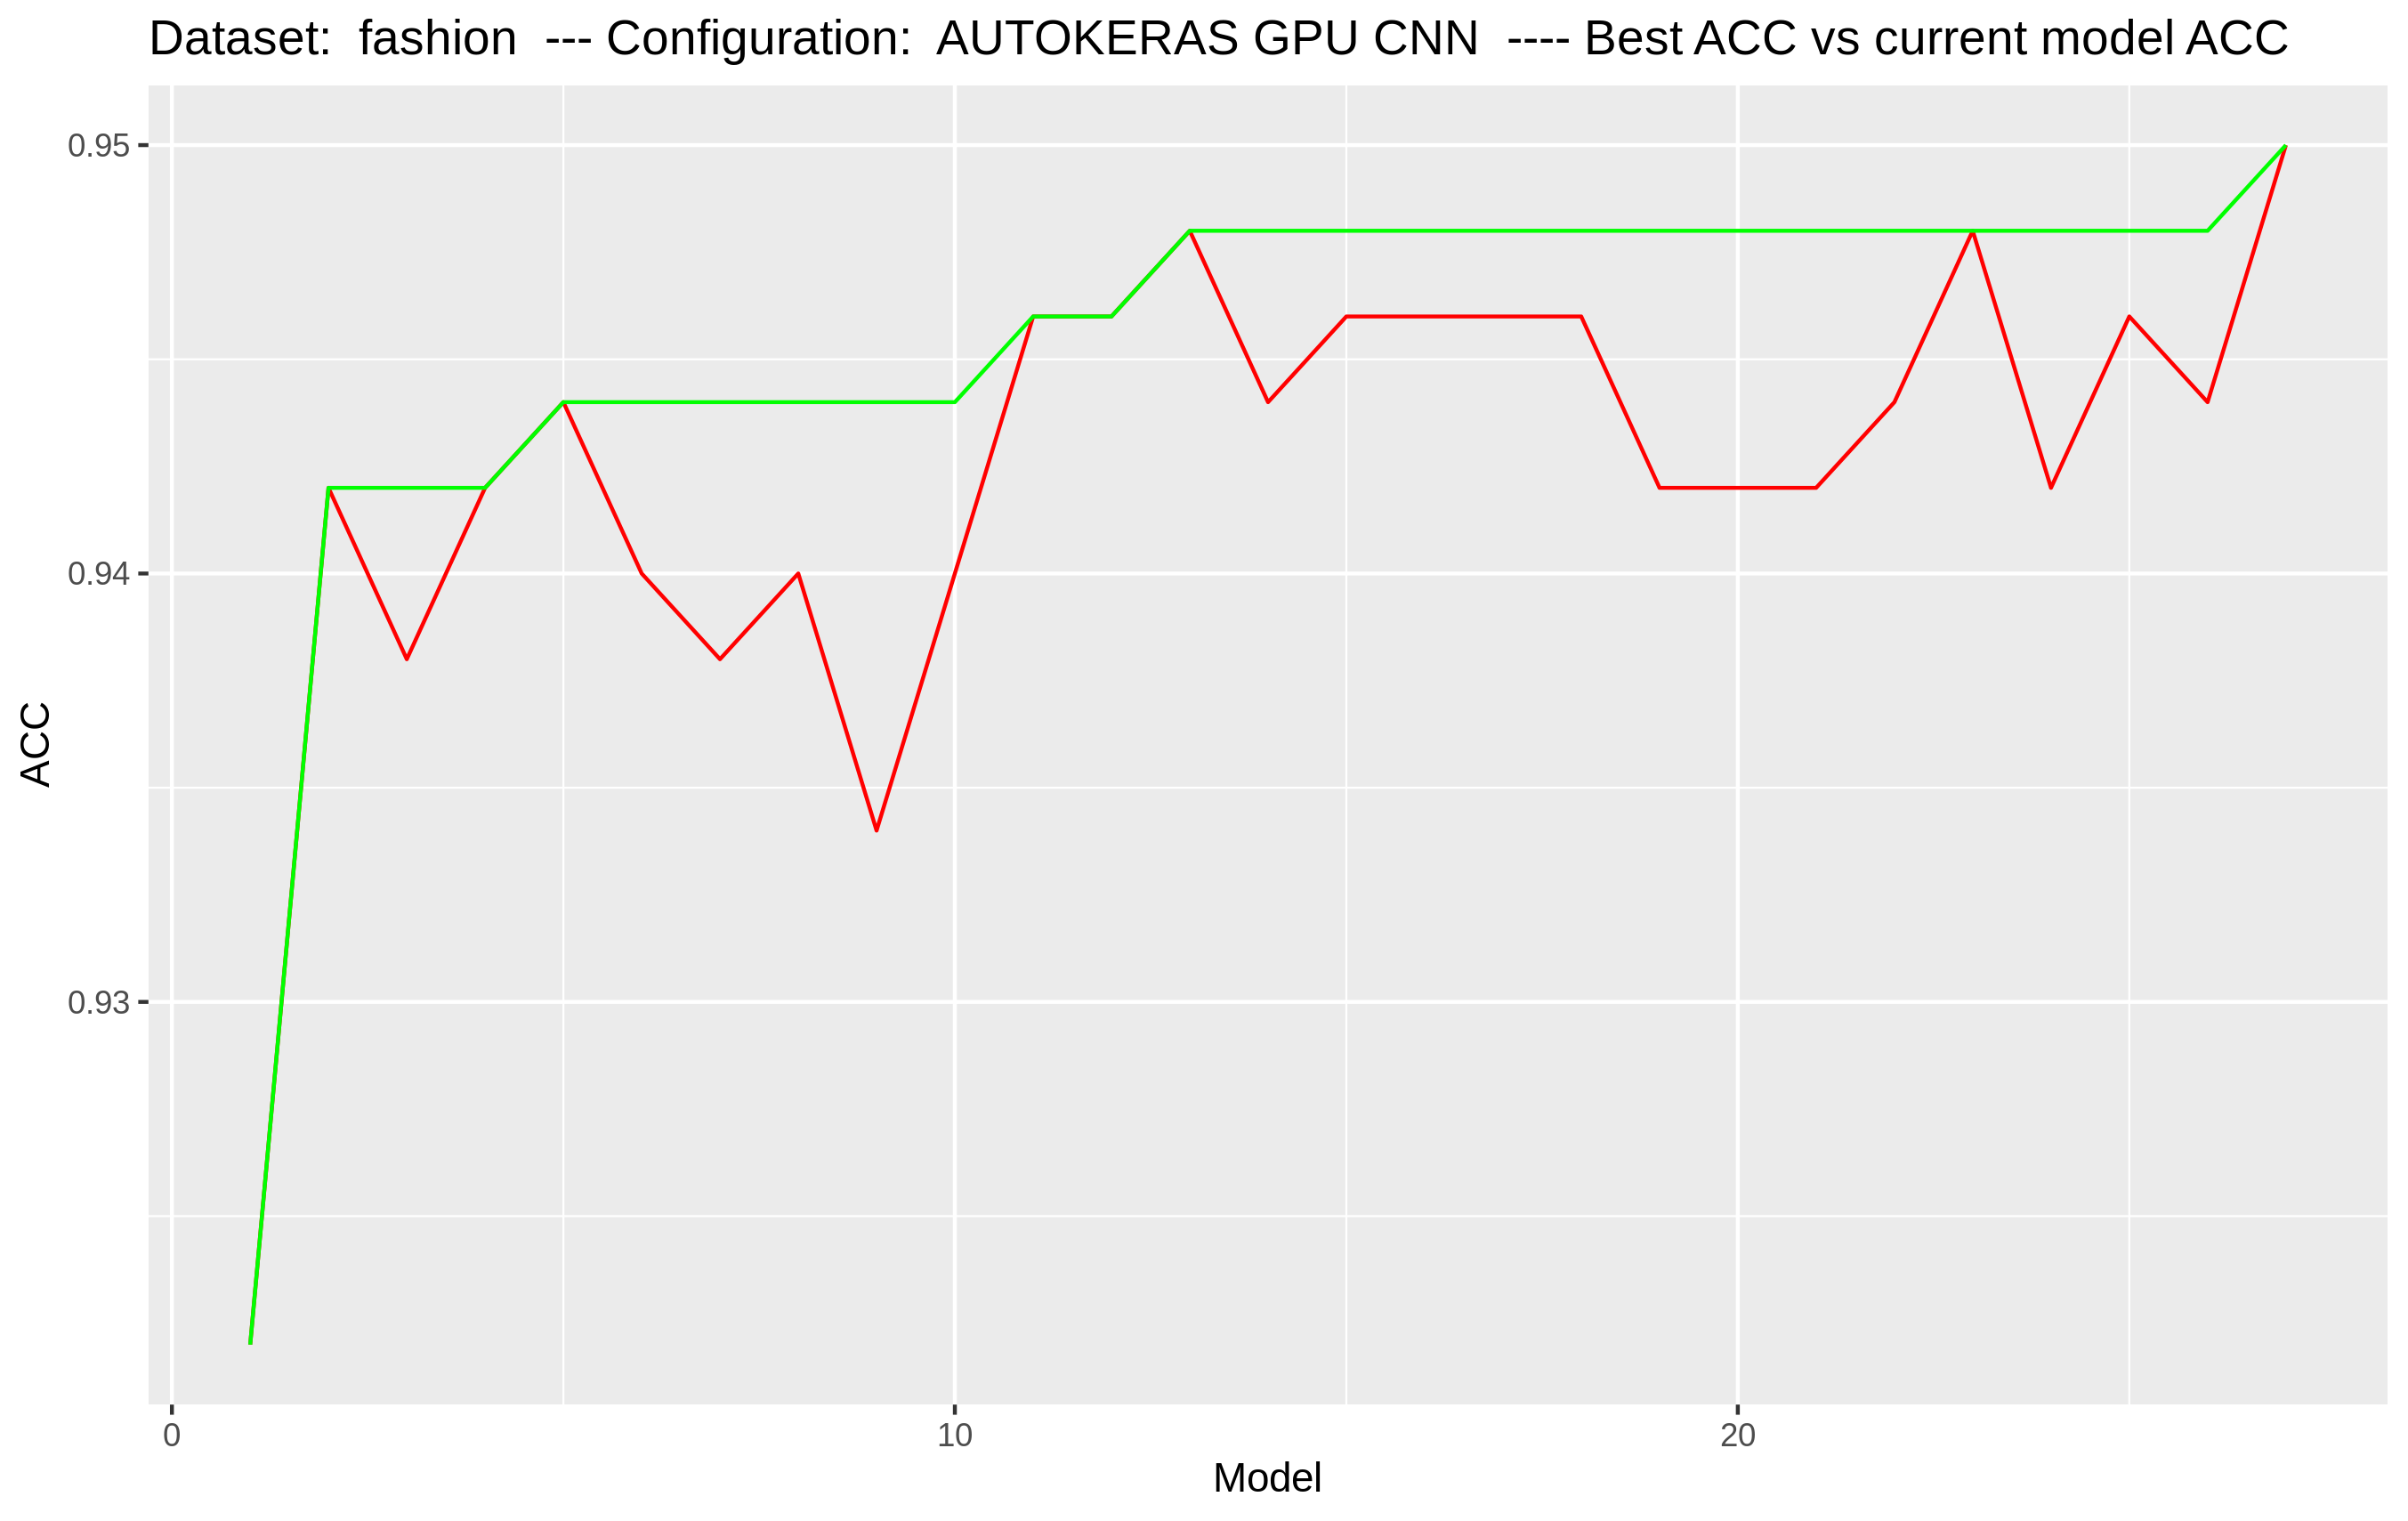 Dataset:  fashion  --- Configuration:  AUTOKERAS GPU CNN  ---- Best ACC vs current model ACC
0.95
0.94
0.93
ACC
0
10
20
Model